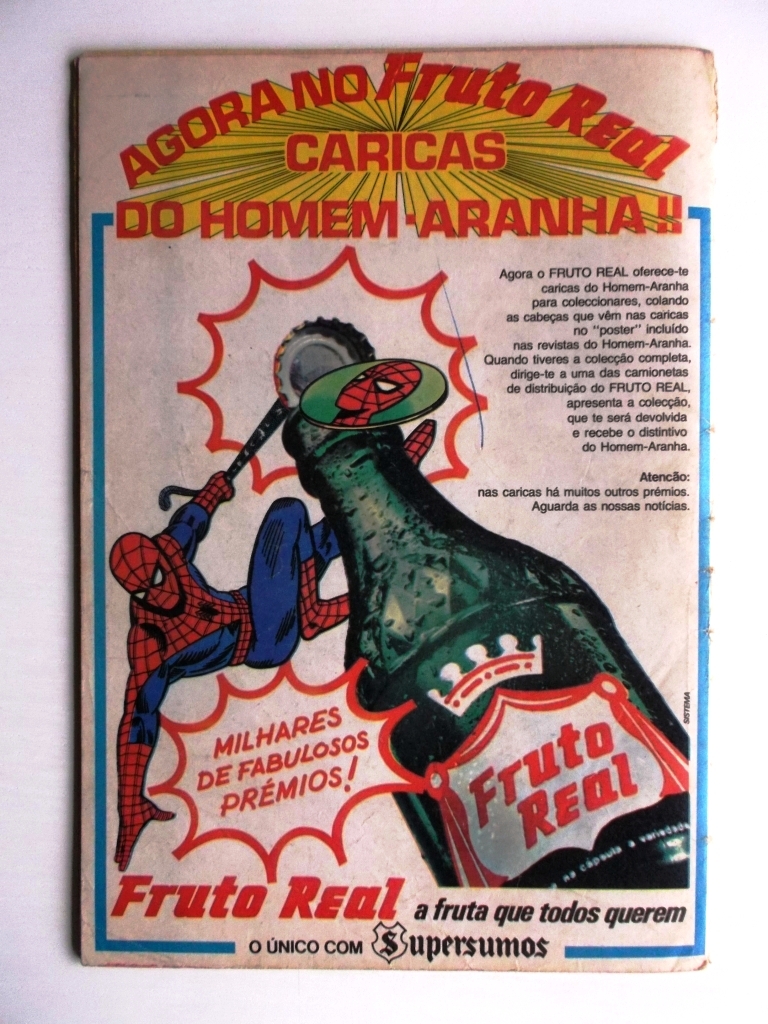 AGORA NO Fruto Real
CARICAS
DO HOMEM-ARANHA!!
Agora o FRUTO REAL oferece-te
caricas do Homem-Aranha
para coleccionares, colando
as cabeças que vêm nas caricas
no "poster" incluído
nas revistas do Homem-Aranha.
Quando tiveres a colecção completa,
dirige-te a uma das camionetas
de distribuição do FRUTO REAL,
apresenta a colecção,
que te será devolvida
e recebe o distintivo
do Homem-Aranha.
Atencão:
nas caricas há muitos outros prémios.
Aguarda as nossas notícias.
SISTEMA
MILHARES
DE FABULOSOS
PRÉMIOS!
Fruto
Real
na cápsula a variedade
Fruto Real a fruta que todos querem
O ÚNICO COM Supersumos